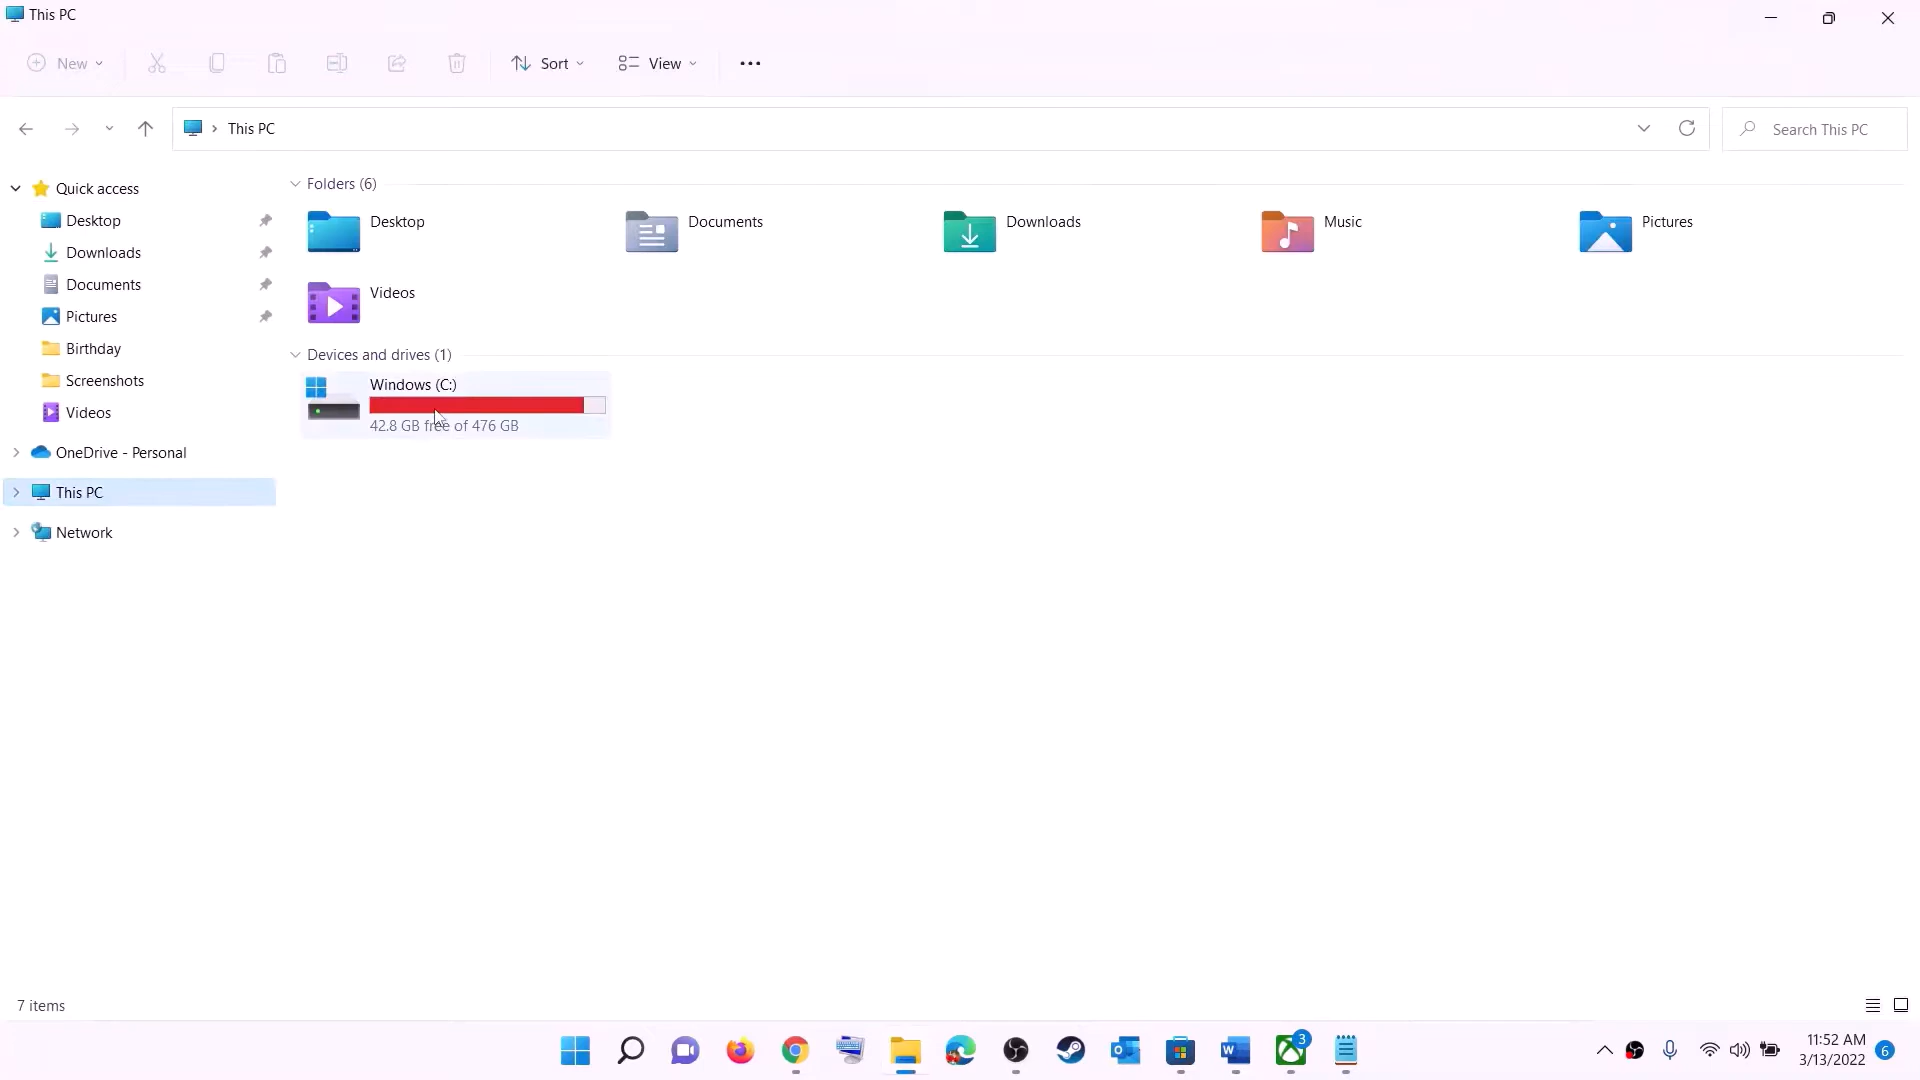 This PC
New
Sort
View
This PC
Search This PC
Quick access
Desktop
Downloads
Documents
Pictures
Birthday
Screenshots
Videos
OneDrive - Personal
This PC
Network
Folders (6)
Desktop
Documents
Downloads
Music
Pictures
Videos
Devices and drives (1)
Windows (C:)
42.8 GB free of 476 GB
7 items
3
11:52 AM
3/13/2022
6